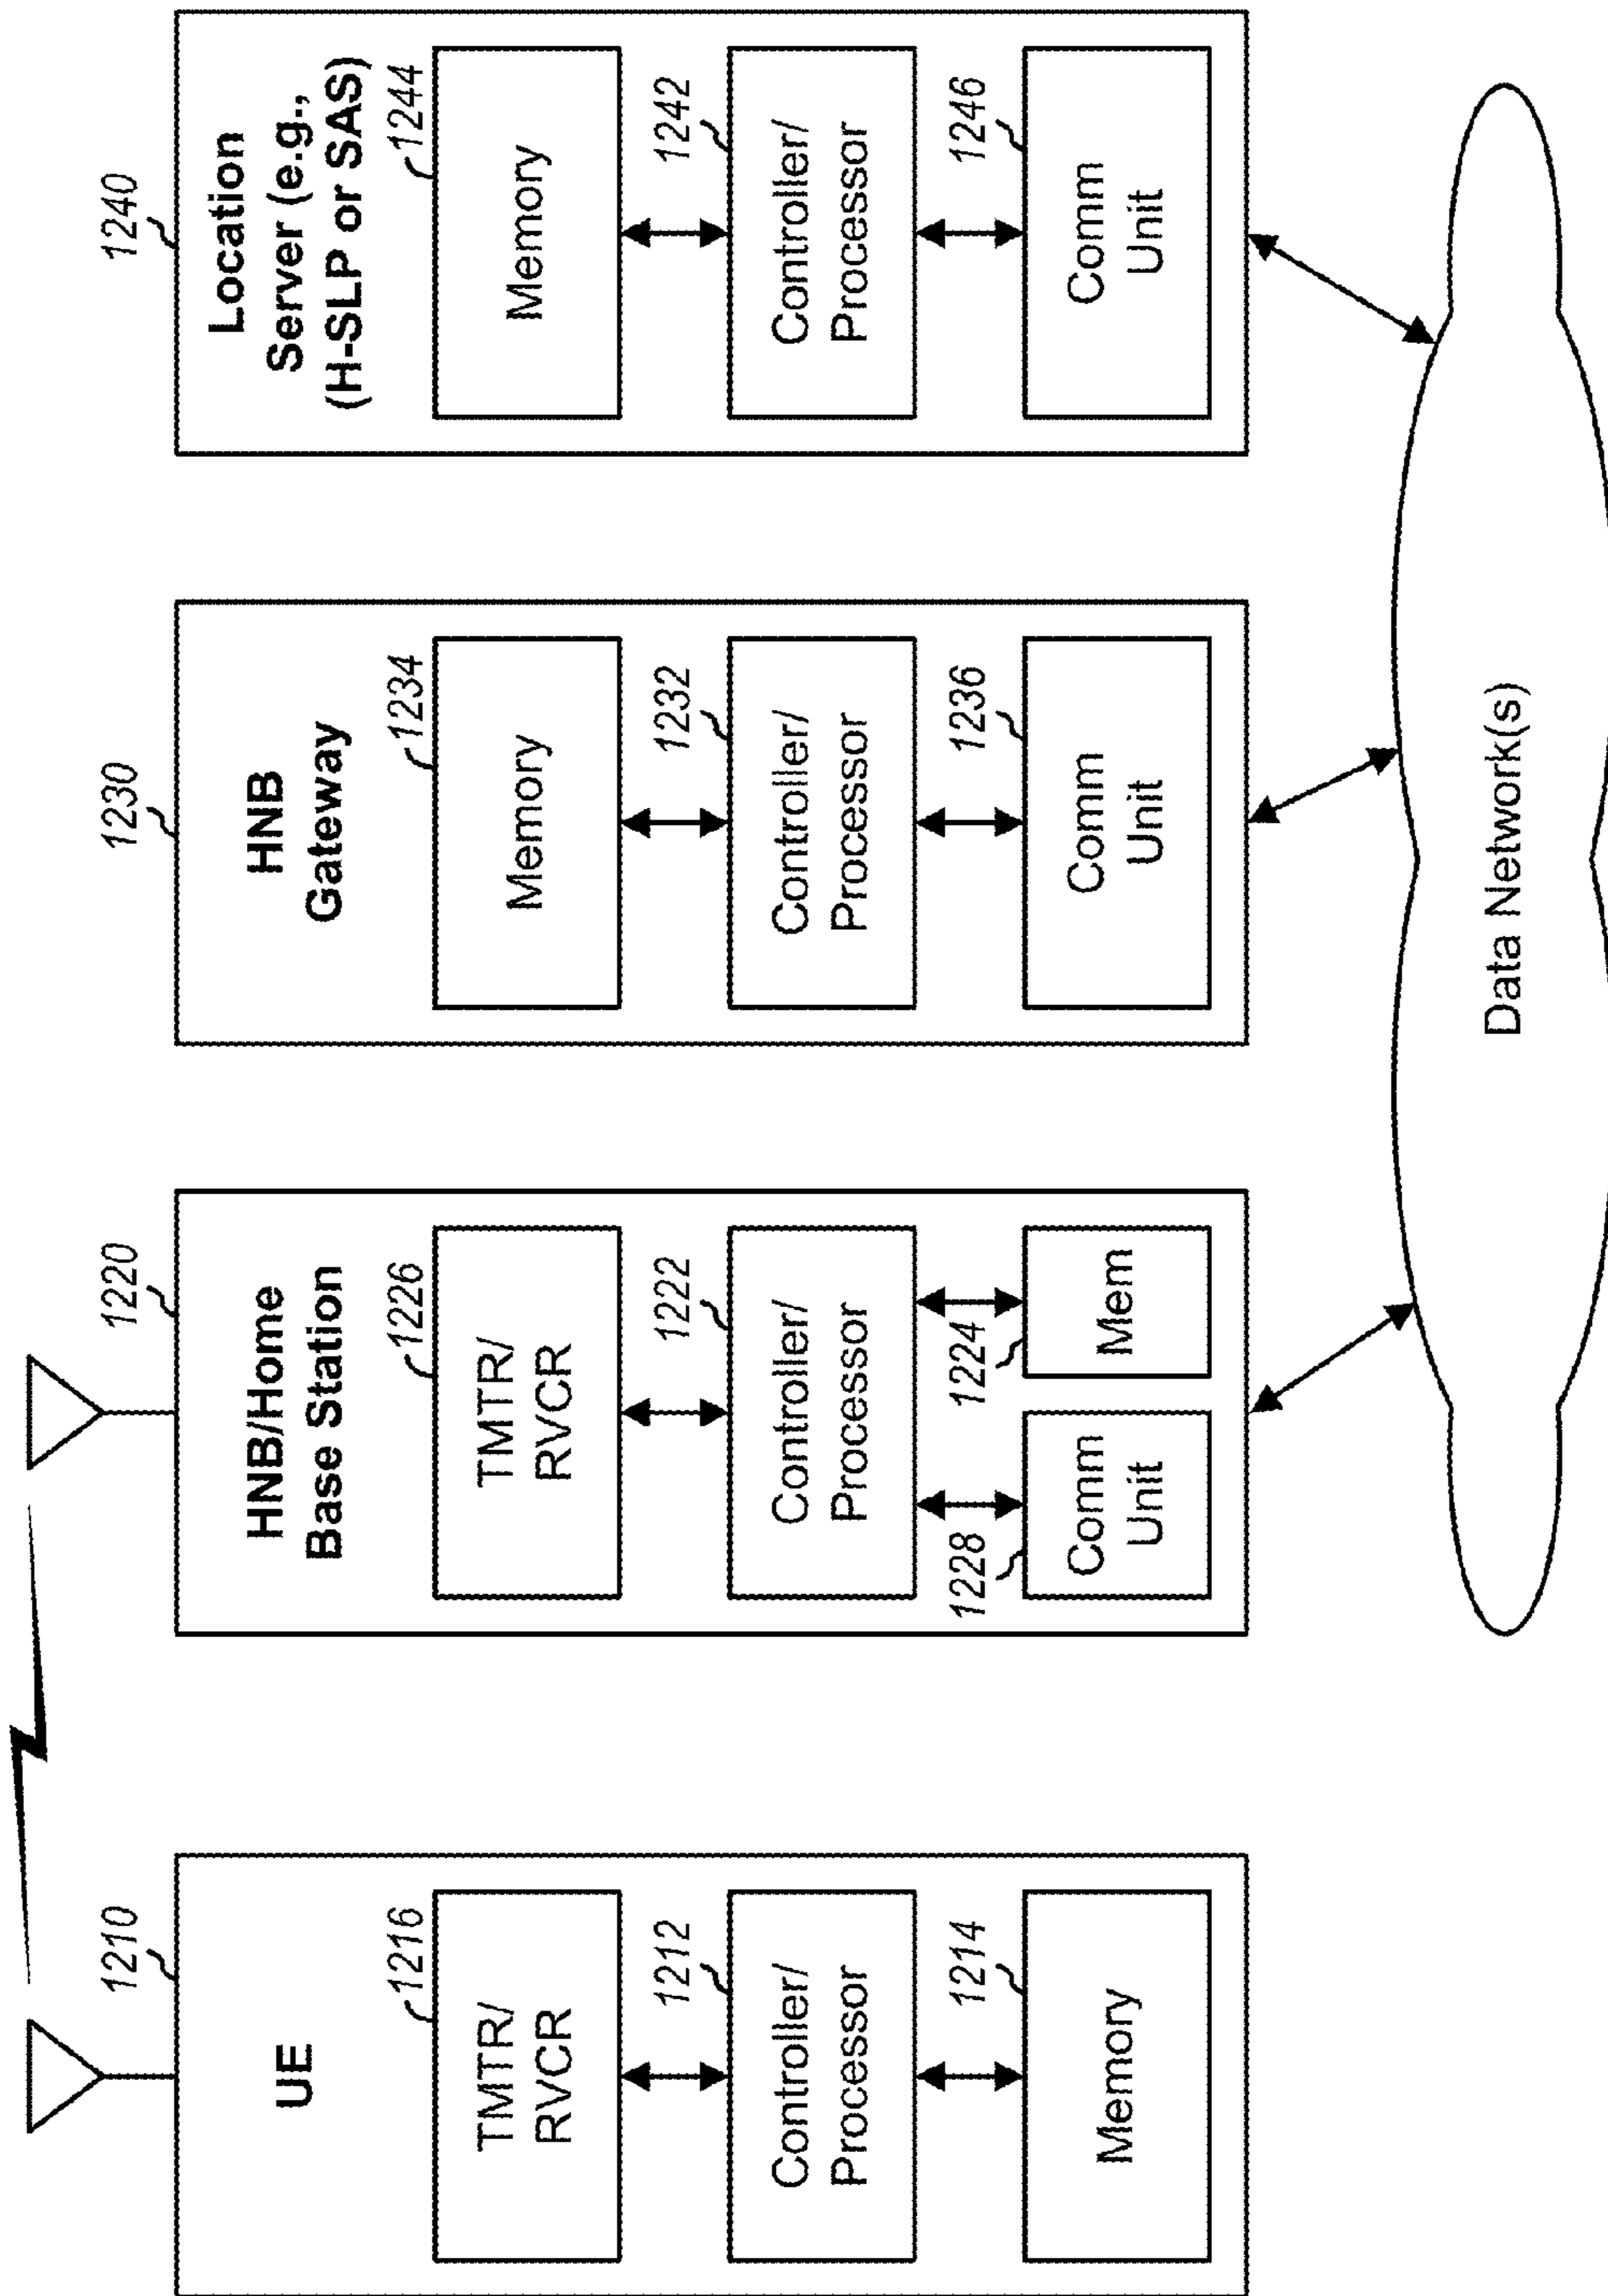 1210
UE
1216
TMTR/
RVCR
1212
Controller/
Processor
1214
Memory
1220
HNB/Home
Base Station
1226
TMTR/
RVCR
1222
Controller/
Processor
1228
1224
Comm
Unit
Mem
1230
HNB
Gateway
1234
Memory
1232
Controller/
Processor
1236
Comm
Unit
1240
Location
Server (e.g.,
(H-SLP or SAS)
1244
Memory
1242
Controller/
Processor
1246
Comm
Unit
Data Network(s)